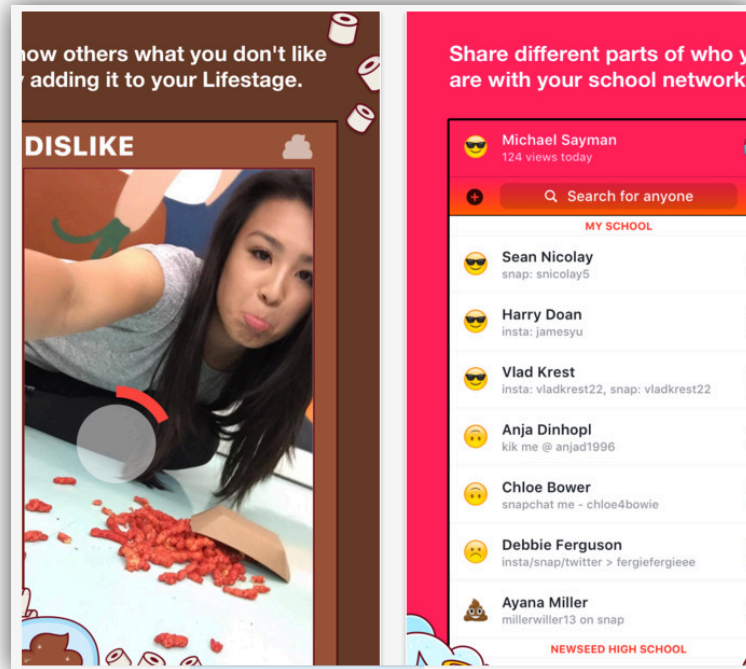 now others what you don't like
adding it to your Lifestage.
DISLIKE
Share different parts of who y
are with your school network
Michael Sayman
124 views today
Search for anyone
MY SCHOOL
Sean Nicolay
snap: snicolay5
Harry Doan
insta: jamesyu
Vlad Krest
insta: vladkrest22, snap: vladkrest22
Anja Dinhopl
kik me @ anjad1996
Chloe Bower
snapchat me - chloe4bowie
Debbie Ferguson
insta/snap/twitter > fergiefergieee
Ayana Miller
millerwiller13 on snap
NEWSEED HIGH SCHOOL